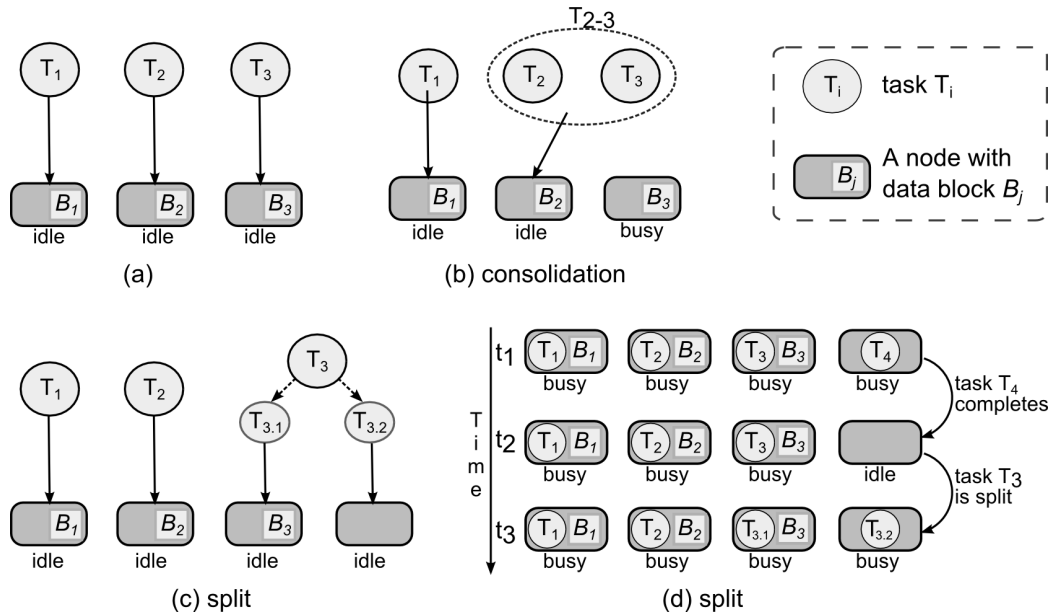 T1 T2 T3
B1 B2 B3
idle idle idle
(a)
T2-3
T1 T2 T3
B1 B2 B3
idle idle busy
(b) consolidation
Ti task Ti
Bj A node with
data block Bj
T3
T1 T2
T3.1 T3.2
B1 B2 B3
idle idle idle idle
(c) split
Time
t1 T1 B1 T2 B2 T3 B3 T4
busy busy busy busy
task T4
completes
t2 T1 B1 T2 B2 T3 B3
busy busy busy idle
task T3
is split
t3 T1 B1 T2 B2 T3.1 B3 T3.2
busy busy busy busy
(d) split